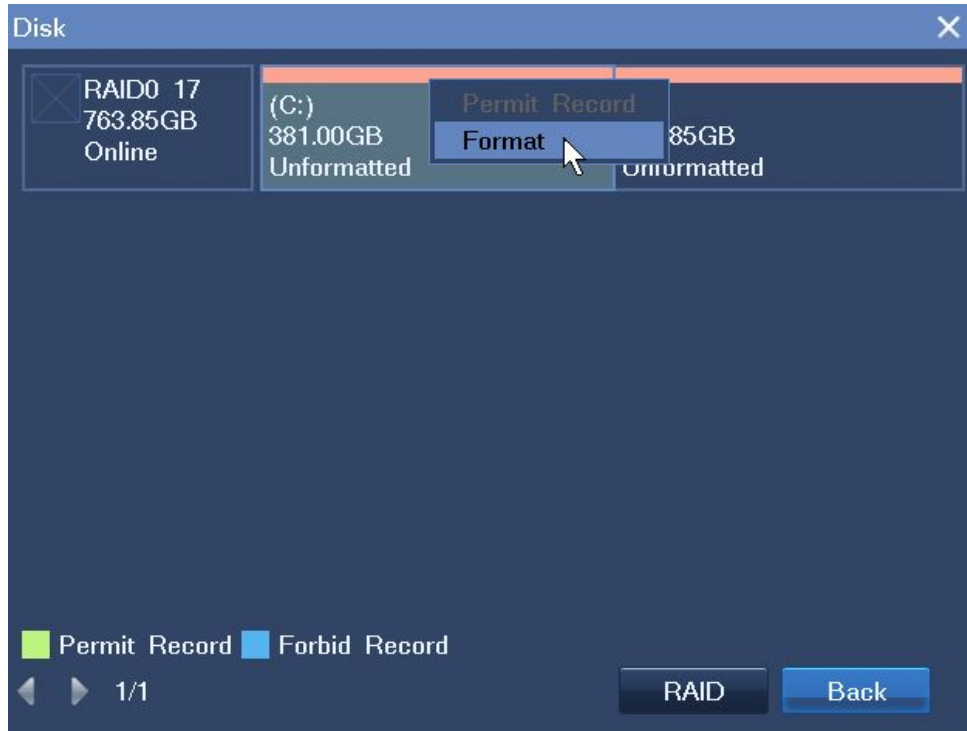 Disk
RAID0 17
763.85GB
Online
(C:)
381.00GB
Unformatted
Permit Record
Format
85GB
Unformatted
Permit Record
Forbid Record
1/1
RAID
Back